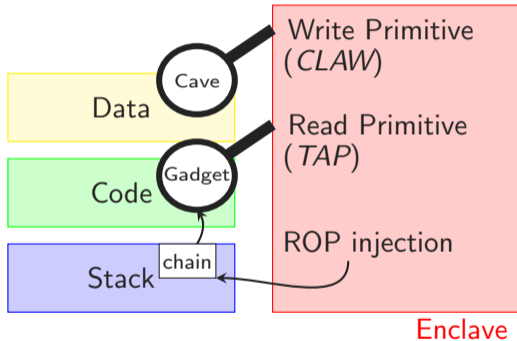 Write Primitive
(CLAW)
Cave
Data
Read Primitive
(TAP)
Gadget
Code
ROP injection
chain
Stack
Enclave